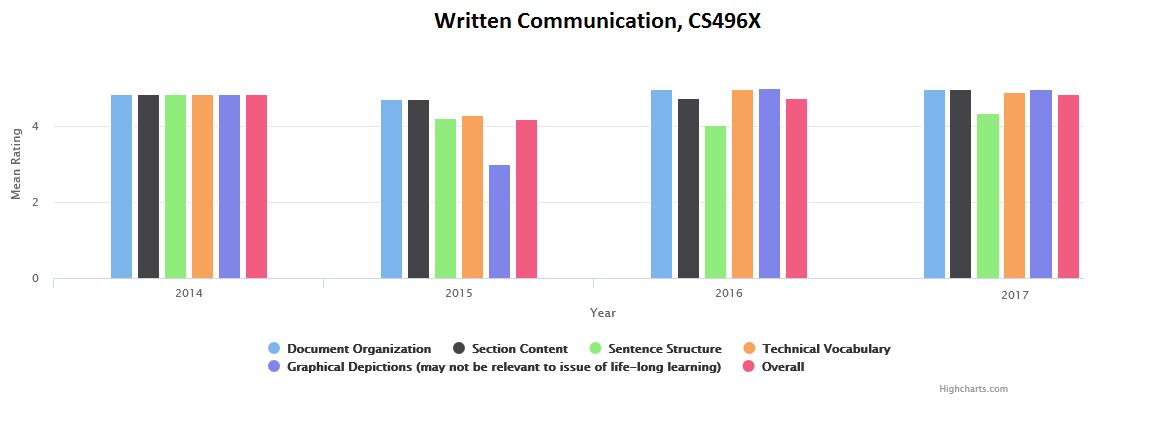 Written Communication, CS496X
Mean Rating
4
2
0
2014 2015 2016 2017
Year
Document Organization Section Content Sentence Structure Technical Vocabulary
Graphical Depictions (may not be relevant to issue of life-long learning) Overall
Highcharts.com